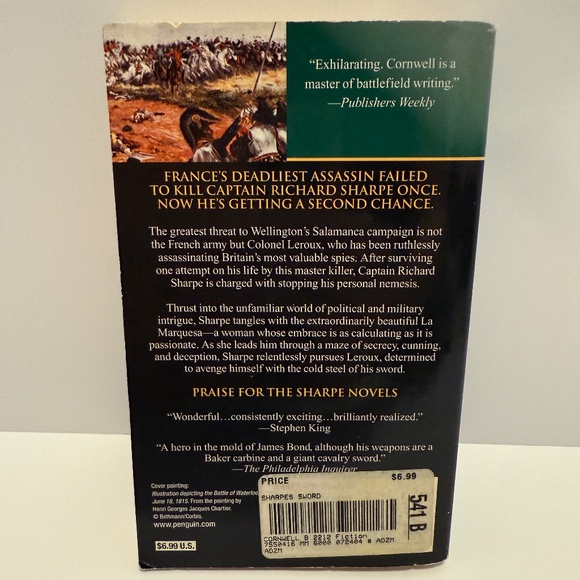 “Exhilarating. Cornwell is a
master of battlefield writing.”
—Publishers Weekly
FRANCE'S DEADLIEST ASSASSIN FAILED
TO KILL CAPTAIN RICHARD SHARPE ONCE.
NOW HE'S GETTING A SECOND CHANCE.
The greatest threat to Wellington's Salamanca campaign is not
the French army but Colonel Leroux, who has been ruthlessly
assassinating Britain's most valuable spies. After surviving
one attempt on his life by this master killer, Captain Richard
Sharpe is charged with stopping his personal nemesis.
Thrust into the unfamiliar world of political and military
intrigue, Sharpe tangles with the extraordinarily beautiful La
Marquesa—a woman whose embrace is as calculating as it is
passionate. As she leads him through a maze of secrecy, cunning,
and deception, Sharpe relentlessly pursues Leroux, determined
to avenge himself with the cold steel of his sword.
PRAISE FOR THE SHARPE NOVELS
“Wonderful…consistently exciting…brilliantly realized.”
—Stephen King
“A hero in the mold of James Bond, although his weapons are a
Baker carbine and a giant cavalry sword.”
—The Philadelphia Inquirer
Cover painting:
Illustration depicting the Battle of Waterloo
June 18, 1815. From the painting by
Henri Georges Jacques Chartier.
© Bettmann/Corbis.
www.penguin.com
$6.99 U.S.
PRICE $6.99
SHARPES SWORD
541 B
CORNWELL B 2212 Fiction
7550416 MM 6000 072404 # ADZM
ADZM